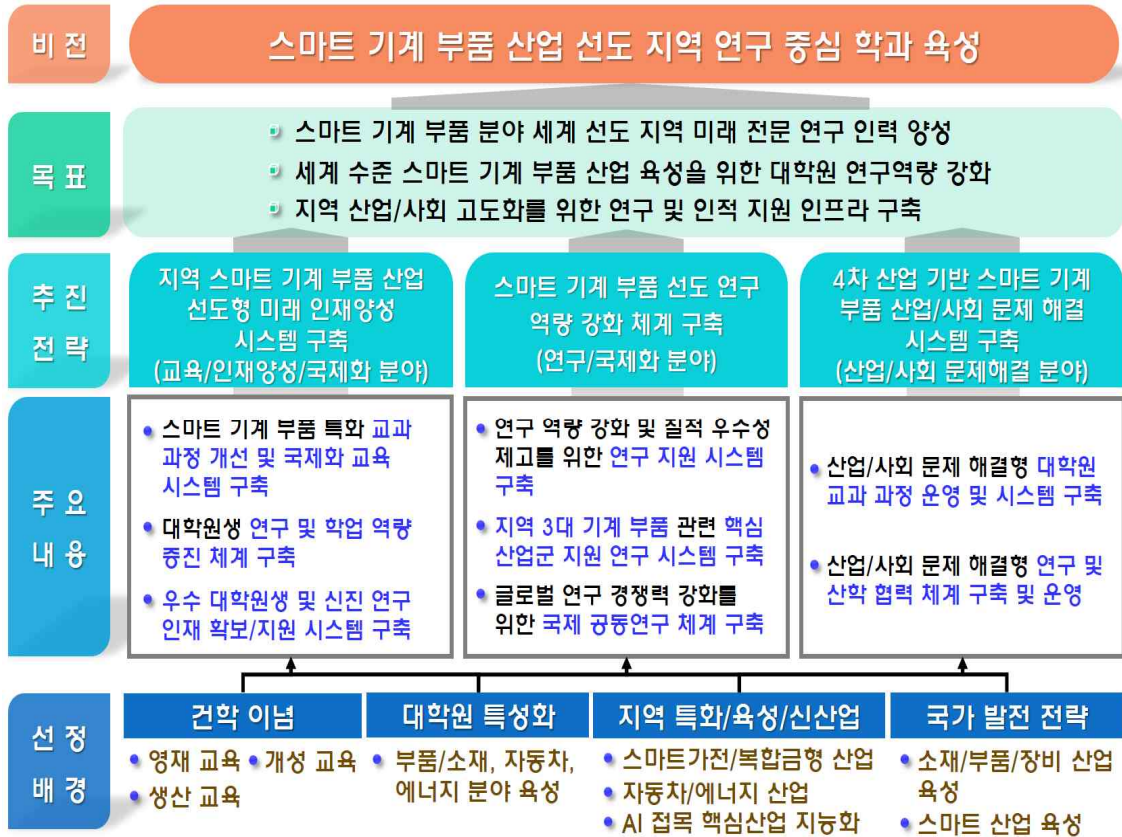 비 전
스마트 기계 부품 산업 선도 지역 연구 중심 학과 육성
목 표
스마트 기계 부품 분야 세계 선도 지역 미래 전문 연구 인력 양성
세계 수준 스마트 기계 부품 산업 육성을 위한 대학원 연구역량 강화
지역 산업/사회 고도화를 위한 연구 및 인적 지원 인프라 구축
추 진
전 략
지역 스마트 기계 부품 산업
선도형 미래 인재양성
시스템 구축
(교육/인재양성/국제화 분야)
스마트 기계 부품 선도 연구
역량 강화 체계 구축
(연구/국제화 분야)
4차 산업 기반 스마트 기계
부품 산업/사회 문제 해결
시스템 구축
(산업/사회 문제해결 분야)
주 요
내 용
• 스마트 기계 부품 특화 교과
과정 개선 및 국제화 교육
시스템 구축
• 대학원생 연구 및 학업 역량
증진 체계 구축
• 우수 대학원생 및 신진 연구
인재 확보/지원 시스템 구축
• 연구 역량 강화 및 질적 우수성
제고를 위한 연구 지원 시스템
구축
• 지역 3대 기계 부품 관련 핵심
산업군 지원 연구 시스템 구축
• 글로벌 연구 경쟁력 강화를
위한 국제 공동연구 체계 구축
• 산업/사회 문제 해결형 대학원
교과 과정 운영 및 시스템 구축
• 산업/사회 문제 해결형 연구 및
산학 협력 체계 구축 및 운영
선 정
배 경
건학 이념
• 영재 교육 • 개성 교육
• 생산 교육
대학원 특성화
• 부품/소재, 자동차,
에너지 분야 육성
지역 특화/육성/신산업
• 스마트가전/복합금형 산업
• 자동차/에너지 산업
• AI 접목 핵심산업 지능화
국가 발전 전략
• 소재/부품/장비 산업
육성
• 스마트 산업 육성